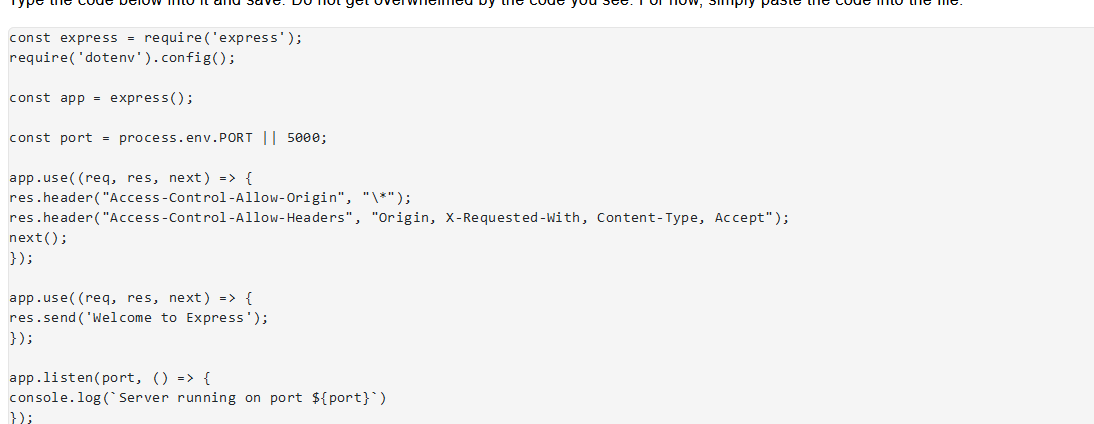 Type the code below into it and save. Do not get overwhelmed by the code you see. For now, simply paste the code into the file.
const express = require('express');
require('dotenv').config();
const app = express();
const port = process.env.PORT || 5000;
app.use((req, res, next) => {
res.header("Access-Control-Allow-Origin", "\*");
res.header("Access-Control-Allow-Headers", "Origin, X-Requested-With, Content-Type, Accept");
next();
});
app.use((req, res, next) => {
res.send('Welcome to Express');
});
app.listen(port, () => {
console.log(`Server running on port ${port}`)
});